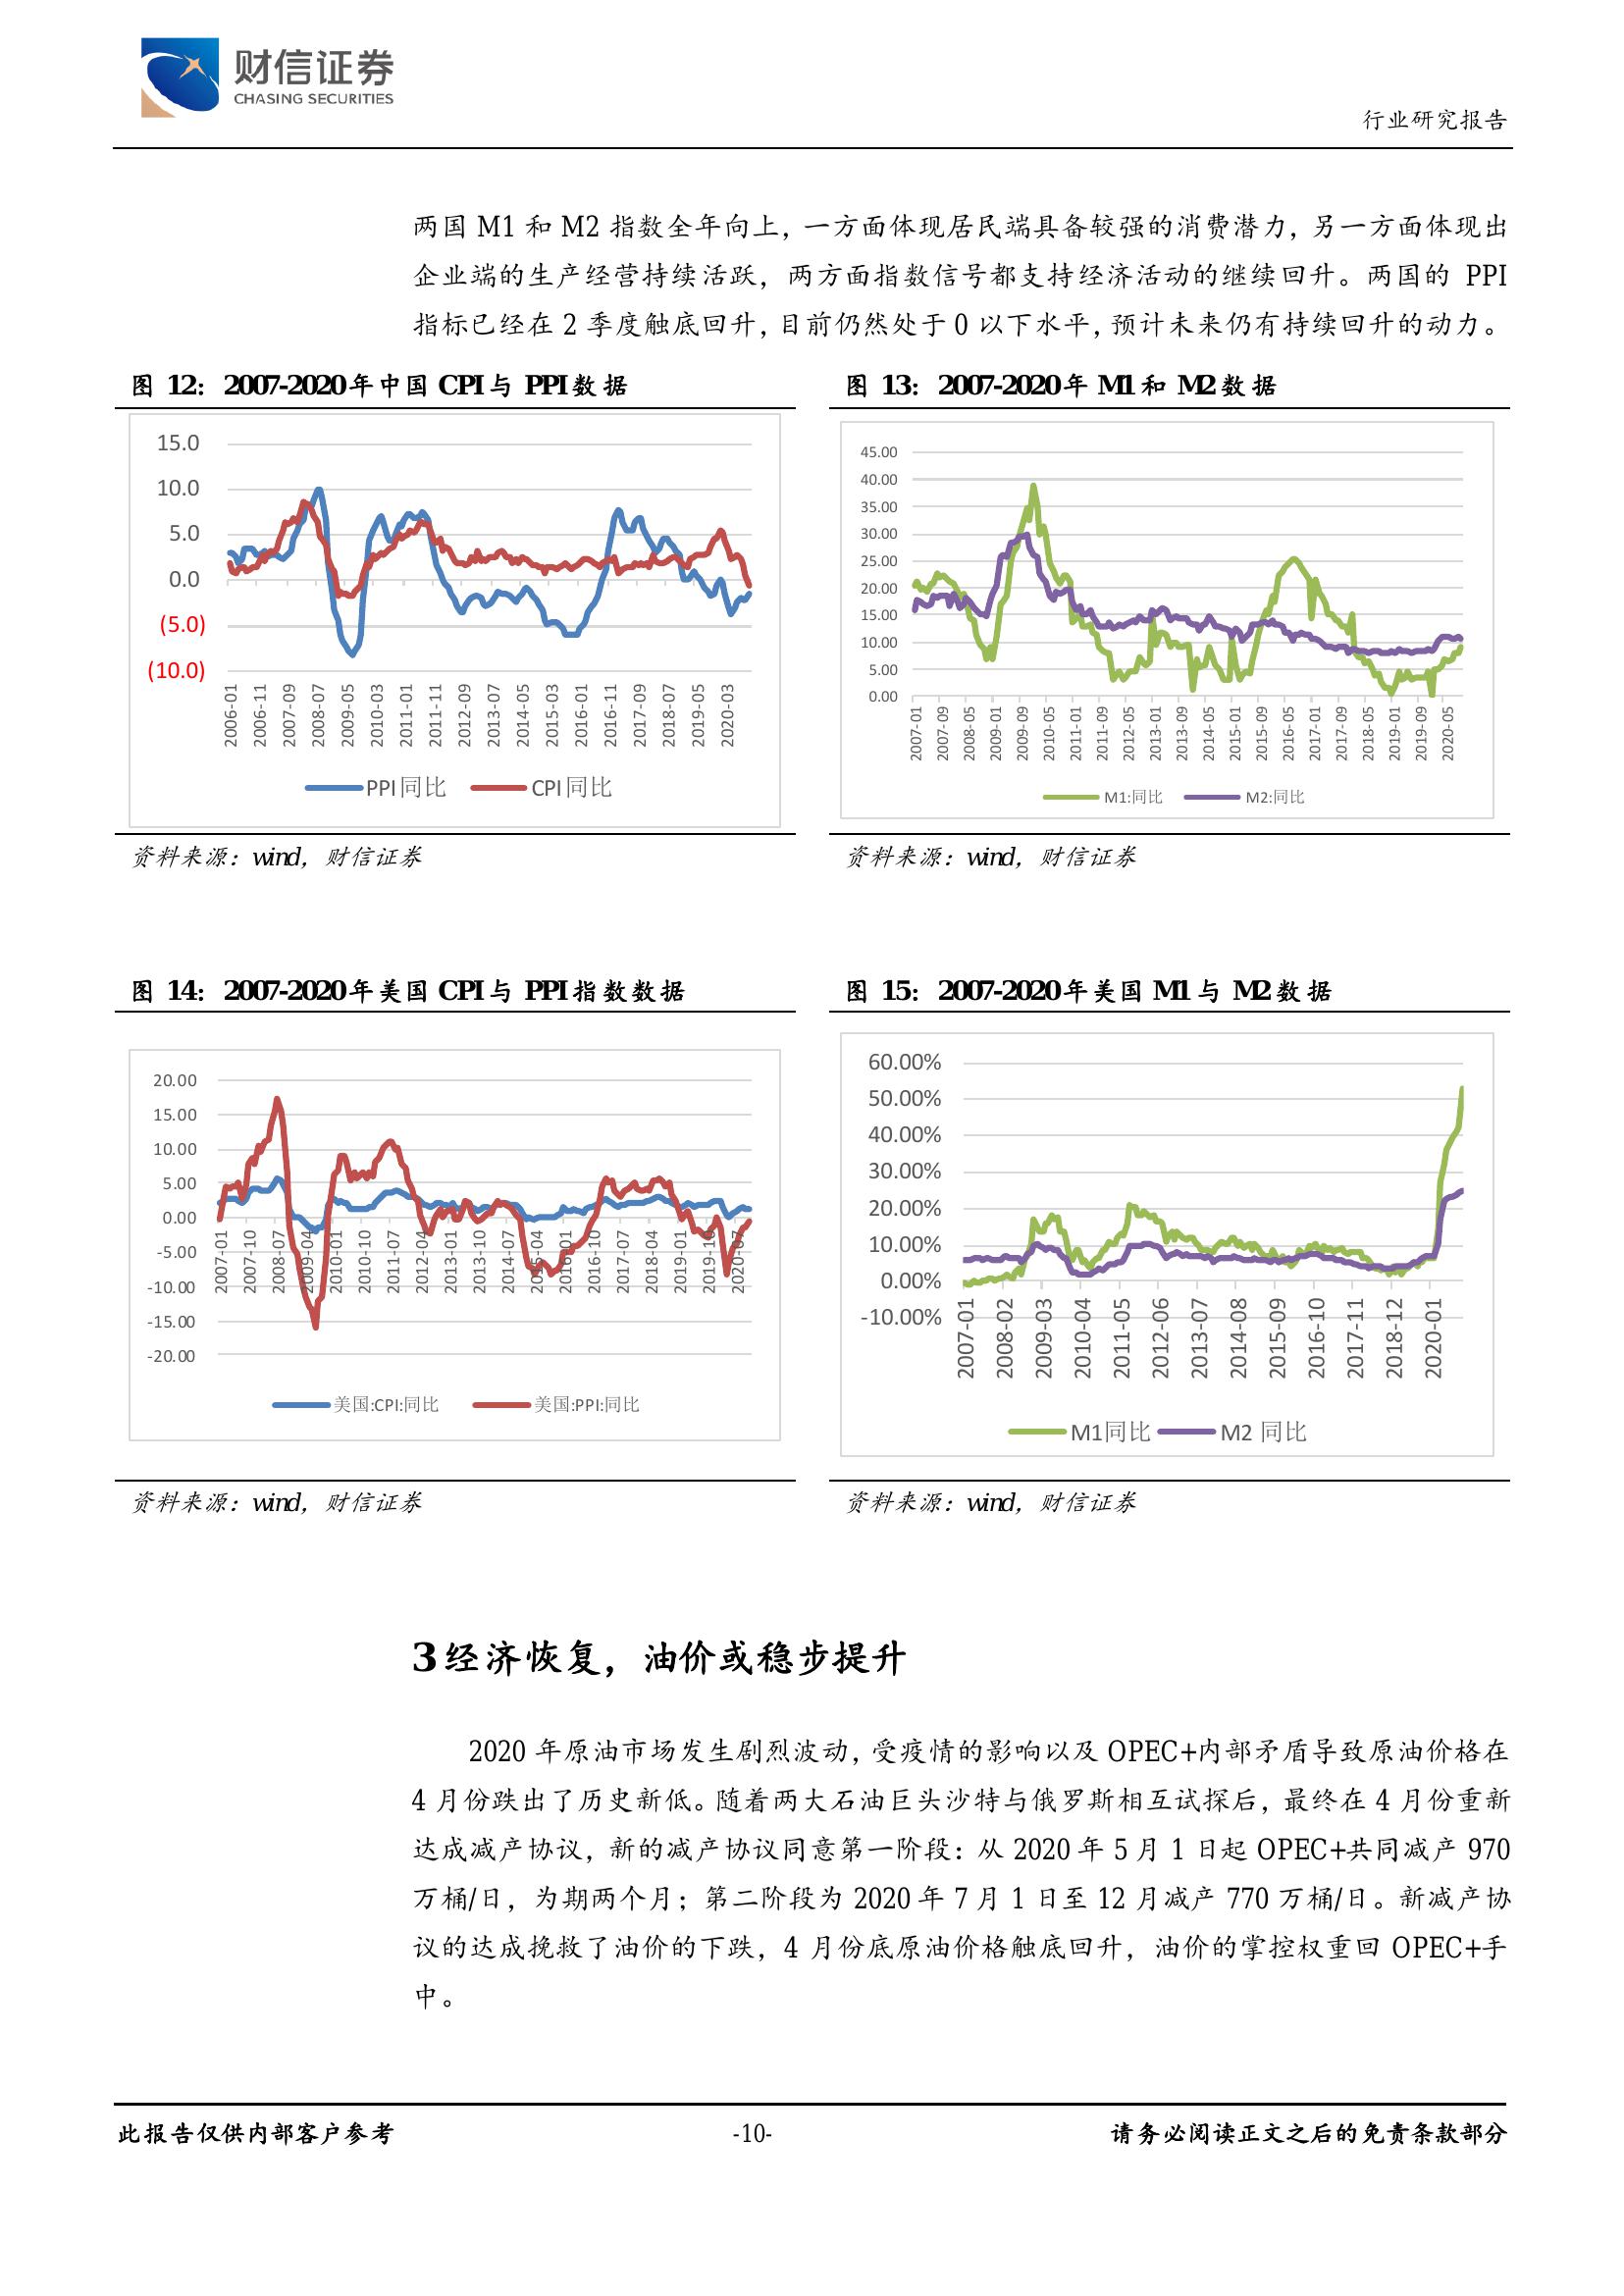 财信证券
CHASING SECURITIES
行业研究报告
两国 M1 和 M2 指数全年向上，一方面体现居民端具备较强的消费潜力，另一方面体现出
企业端的生产经营持续活跃，两方面指数信号都支持经济活动的继续回升。两国的 PPI
指标已经在 2 季度触底回升，目前仍然处于 0 以下水平，预计未来仍有持续回升的动力。
图 12：2007-2020年中国 CPI 与 PPI 数据
15.0
10.0
5.0
0.0
(5.0)
(10.0)
2006-01 2006-11 2007-09 2008-07 2009-05 2010-03 2011-01 2011-11 2012-09 2013-07 2014-05 2015-03 2016-01 2016-11 2017-09 2018-07 2019-05 2020-03
PPI同比 CPI同比
资料来源：wind，财信证券
图 13：2007-2020年 M1 和 M2 数据
45.00
40.00
35.00
30.00
25.00
20.00
15.00
10.00
5.00
0.00
2007-01 2007-09 2008-05 2009-01 2009-09 2010-05 2011-01 2011-09 2012-05 2013-01 2013-09 2014-05 2015-01 2015-09 2016-05 2017-01 2017-09 2018-05 2019-01 2019-09 2020-05
M1:同比 M2:同比
资料来源：wind，财信证券
图 14：2007-2020年美国 CPI 与 PPI 指数数据
20.00
15.00
10.00
5.00
0.00
-5.00
-10.00
-15.00
-20.00
2007-01 2007-10 2008-07 2009-04 2010-01 2010-10 2011-07 2012-04 2013-01 2013-10 2014-07 2015-04 2016-01 2016-10 2017-07 2018-04 2019-01 2019-10 2020-07
美国:CPI:同比 美国:PPI:同比
资料来源：wind，财信证券
图 15：2007-2020年美国 M1 与 M2 数据
60.00%
50.00%
40.00%
30.00%
20.00%
10.00%
0.00%
-10.00%
2007-01 2008-02 2009-03 2010-04 2011-05 2012-06 2013-07 2014-08 2015-09 2016-10 2017-11 2018-12 2020-01
M1同比 M2 同比
资料来源：wind，财信证券
3 经济恢复，油价或稳步提升
2020 年原油市场发生剧烈波动，受疫情的影响以及 OPEC+内部矛盾导致原油价格在
4 月份跌出了历史新低。随着两大石油巨头沙特与俄罗斯相互试探后，最终在 4 月份重新
达成减产协议，新的减产协议同意第一阶段：从 2020 年 5 月 1 日起 OPEC+共同减产 970
万桶/日，为期两个月；第二阶段为 2020 年 7 月 1 日至 12 月减产 770 万桶/日。新减产协
议的达成挽救了油价的下跌，4 月份底原油价格触底回升，油价的掌控权重回 OPEC+手
中。
此报告仅供内部客户参考
-10-
请务必阅读正文之后的免责条款部分